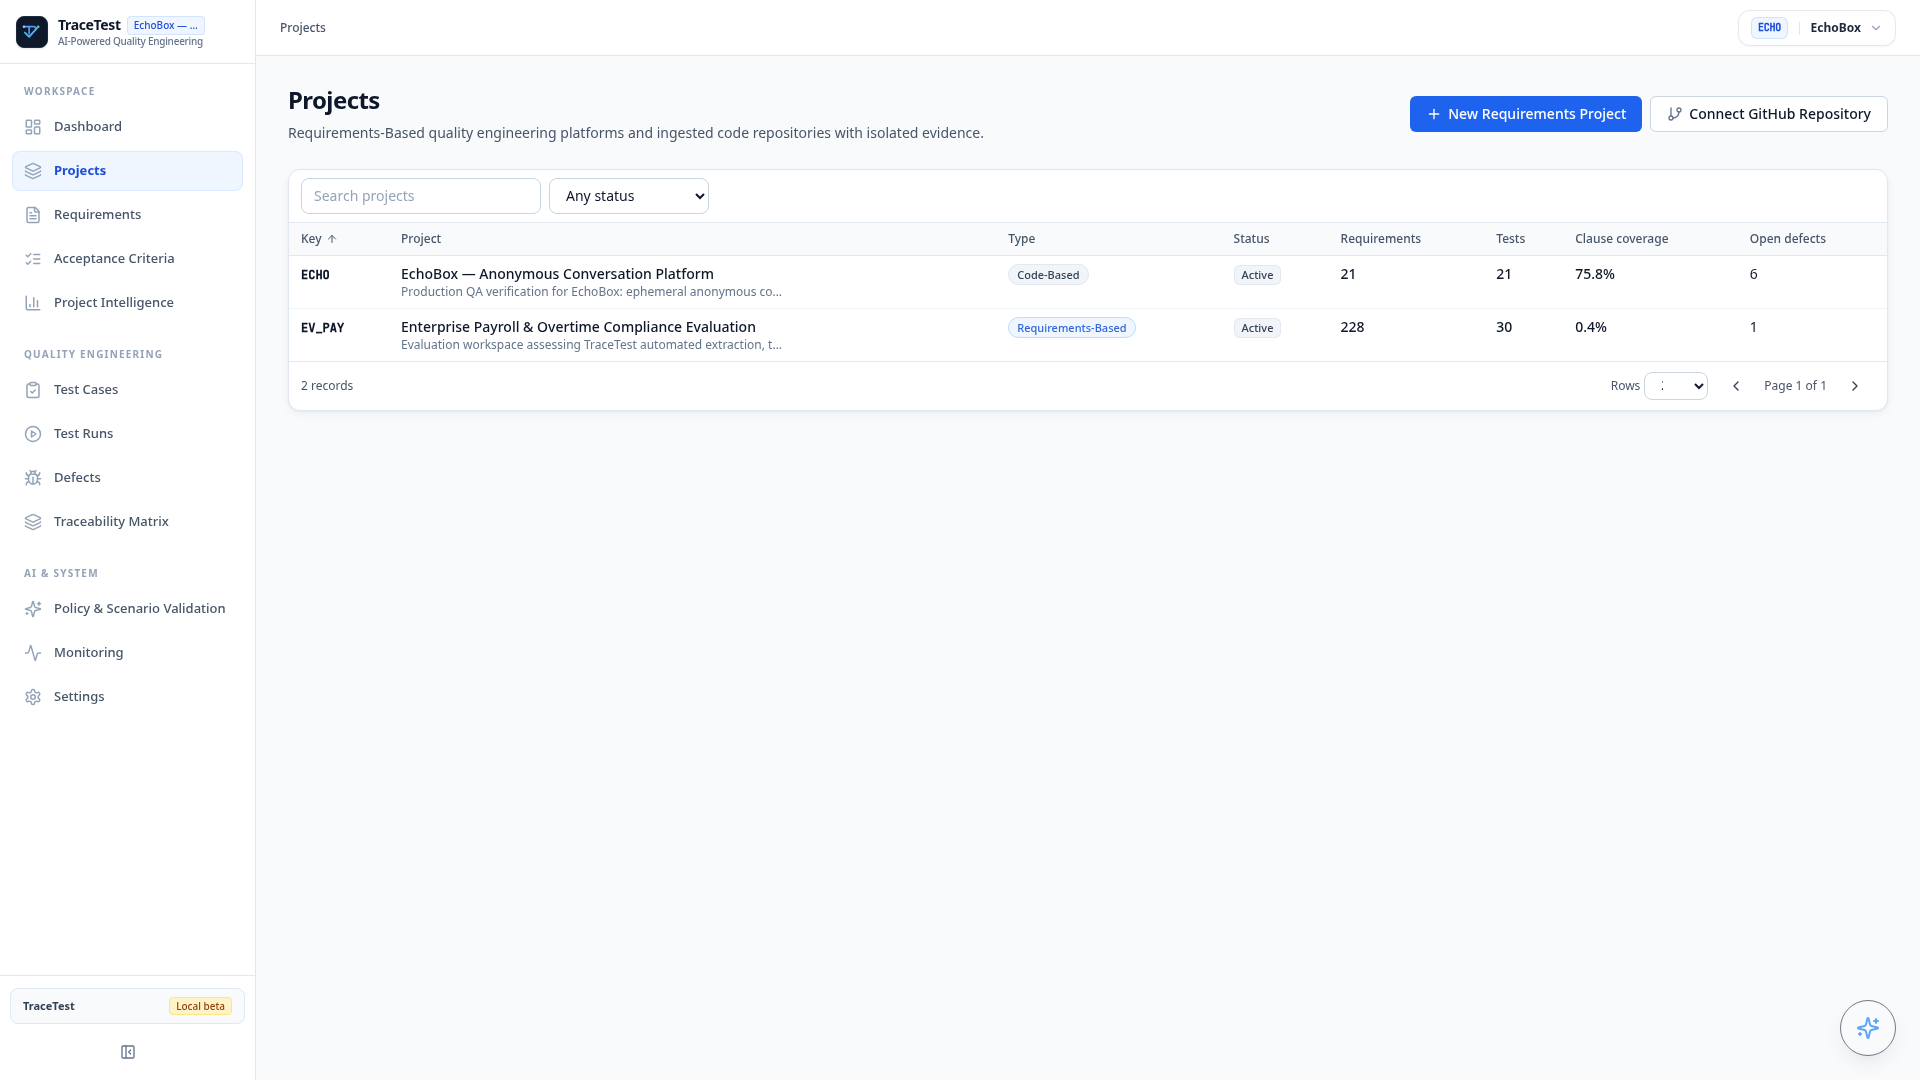 TraceTest EchoBox — ...
AI-Powered Quality Engineering
WORKSPACE
Dashboard
Projects
Requirements
Acceptance Criteria
Project Intelligence
QUALITY ENGINEERING
Test Cases
Test Runs
Defects
Traceability Matrix
AI & SYSTEM
Policy & Scenario Validation
Monitoring
Settings
TraceTest Local beta
Projects
ECHO EchoBox
Projects
Requirements-Based quality engineering platforms and ingested code repositories with isolated evidence.
New Requirements Project
Connect GitHub Repository
Search projects
Any status
Key Project Type Status Requirements Tests Clause coverage Open defects
ECHO EchoBox — Anonymous Conversation Platform Code-Based Active 21 21 75.8% 6
Production QA verification for EchoBox: ephemeral anonymous co...
EV_PAY Enterprise Payroll & Overtime Compliance Evaluation Requirements-Based Active 228 30 0.4% 1
Evaluation workspace assessing TraceTest automated extraction, t...
2 records Rows Page 1 of 1